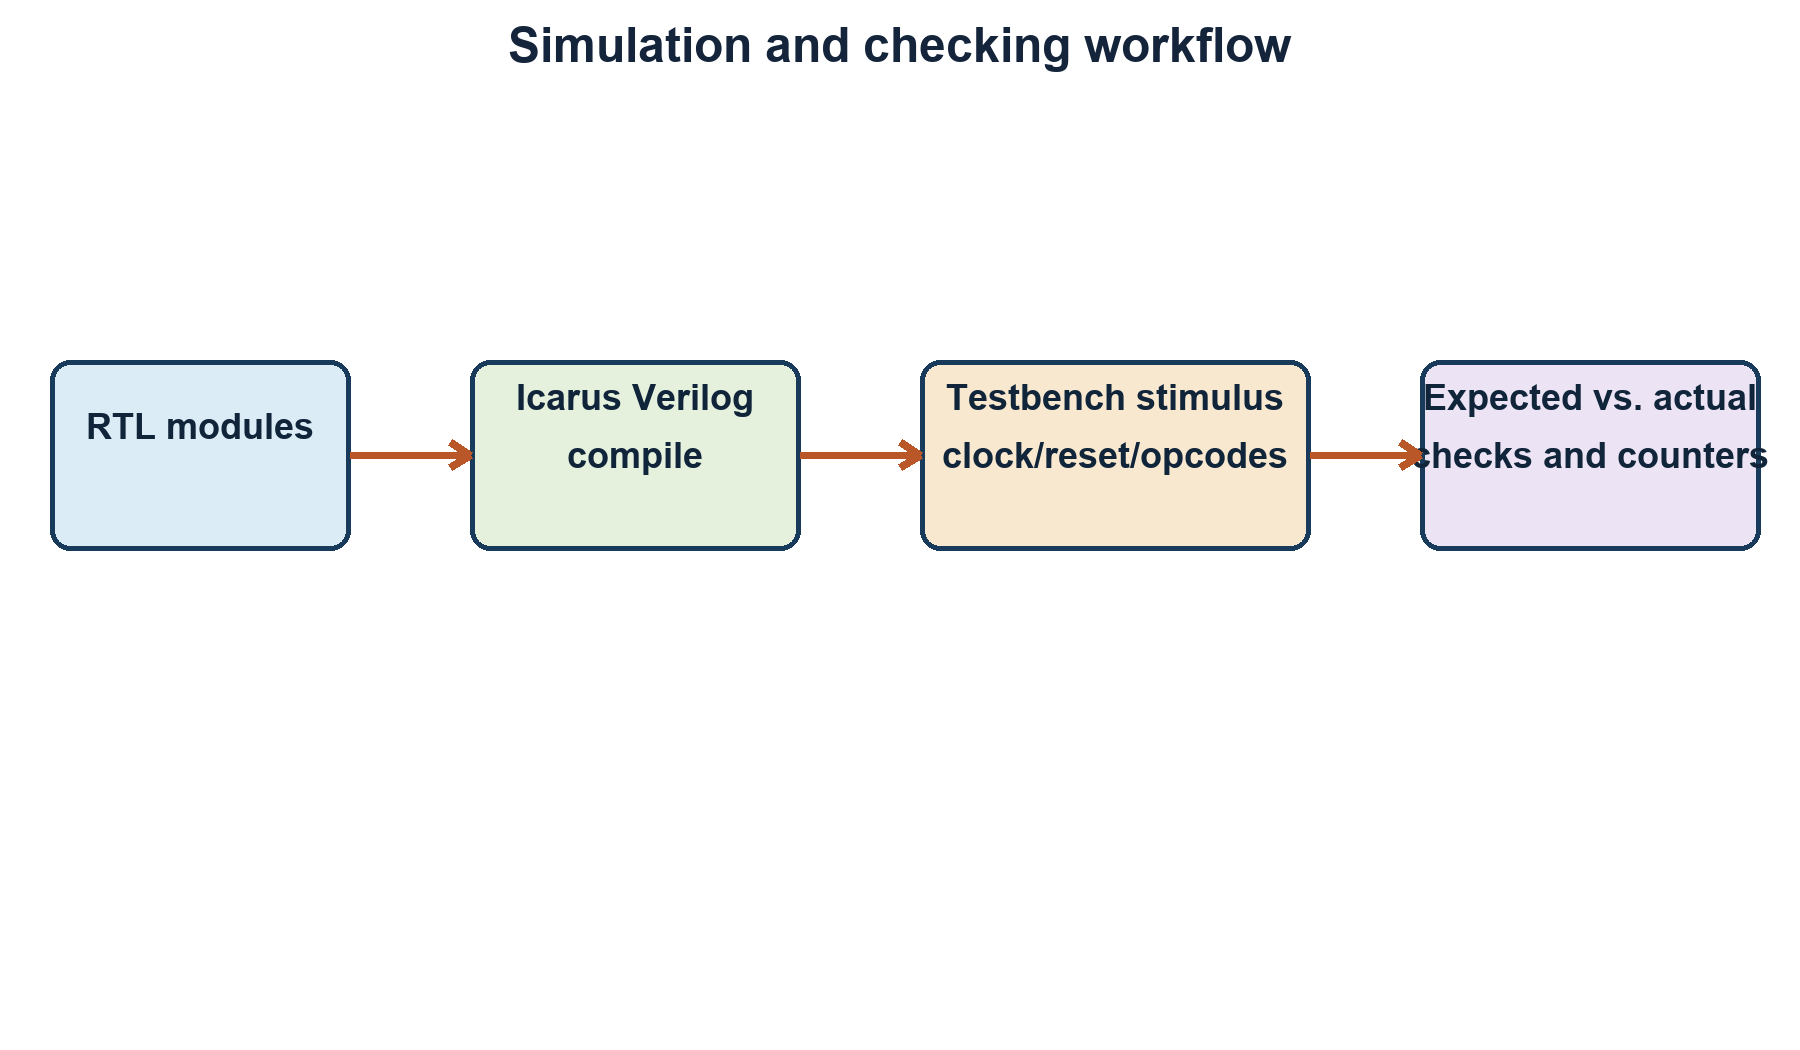 Simulation and checking workflow
RTL modules
Icarus Verilog
compile
Testbench stimulus
clock/reset/opcodes
Expected vs. actual
checks and counters